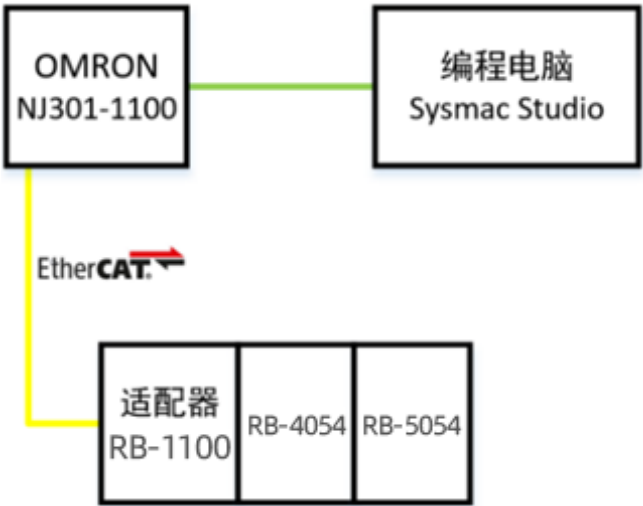 OMRON
NJ301-1100
编程电脑
Sysmac Studio
EtherCAT.
适配器
RB-1100
RB-4054
RB-5054